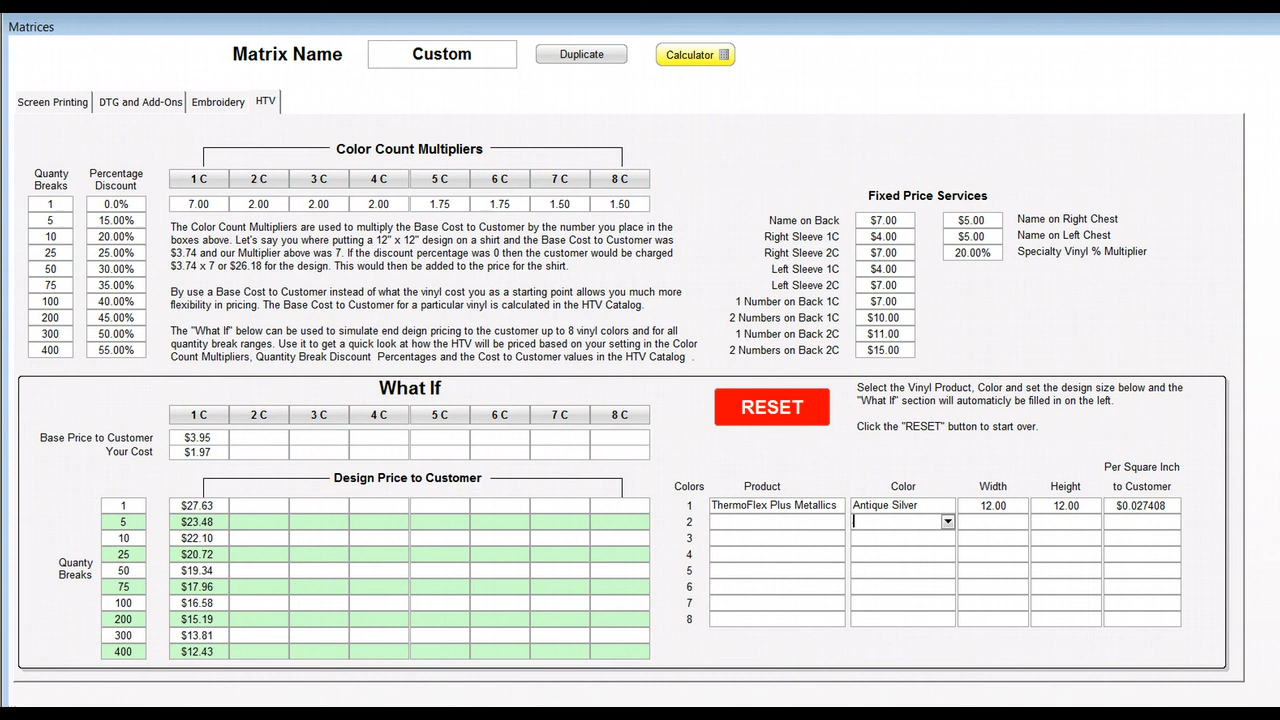 Matrices
Matrix Name Custom Duplicate Calculator
Screen Printing DTG and Add-Ons Embroidery HTV
Color Count Multipliers
Quanty Breaks Percentage Discount 1 C 2 C 3 C 4 C 5 C 6 C 7 C 8 C
7.00 2.00 2.00 2.00 1.75 1.75 1.50 1.50
1 0.0%
5 15.00%
10 20.00%
25 25.00%
50 30.00%
75 35.00%
100 40.00%
200 45.00%
300 50.00%
400 55.00%
The Color Count Multipliers are used to multiply the Base Cost to Customer by the number you place in the
boxes above. Let's say you where putting a 12" x 12" design on a shirt and the Base Cost to Customer was
$3.74 and our Multiplier above was 7. If the discount percentage was 0 then the customer would be charged
$3.74 x 7 or $26.18 for the design. This would then be added to the price for the shirt.
By use a Base Cost to Customer instead of what the vinyl cost you as a starting point allows you much more
flexibility in pricing. The Base Cost to Customer for a particular vinyl is calculated in the HTV Catalog.
The "What If" below can be used to simulate end deign pricing to the customer up to 8 vinyl colors and for all
quantity break ranges. Use it to get a quick look at how the HTV will be priced based on your setting in the Color
Count Multipliers, Quantity Break Discount Percentages and the Cost to Customer values in the HTV Catalog .
Fixed Price Services
Name on Back $7.00 $5.00 Name on Right Chest
Right Sleeve 1C $4.00 $5.00 Name on Left Chest
Right Sleeve 2C $7.00 20.00% Specialty Vinyl % Multiplier
Left Sleeve 1C $4.00
Left Sleeve 2C $7.00
1 Number on Back 1C $7.00
2 Numbers on Back 1C $10.00
1 Number on Back 2C $11.00
2 Numbers on Back 2C $15.00
What If
1 C 2 C 3 C 4 C 5 C 6 C 7 C 8 C
Base Price to Customer $3.95
Your Cost $1.97
Design Price to Customer
Quanty
Breaks
1 $27.63
5 $23.48
10 $22.10
25 $20.72
50 $19.34
75 $17.96
100 $16.58
200 $15.19
300 $13.81
400 $12.43
RESET
Select the Vinyl Product, Color and set the design size below and the
"What If" section will automaticly be filled in on the left.
Click the "RESET" button to start over.
Per Square Inch
Colors Product Color Width Height to Customer
1 ThermoFlex Plus Metallics Antique Silver 12.00 12.00 $0.027408
2
3
4
5
6
7
8